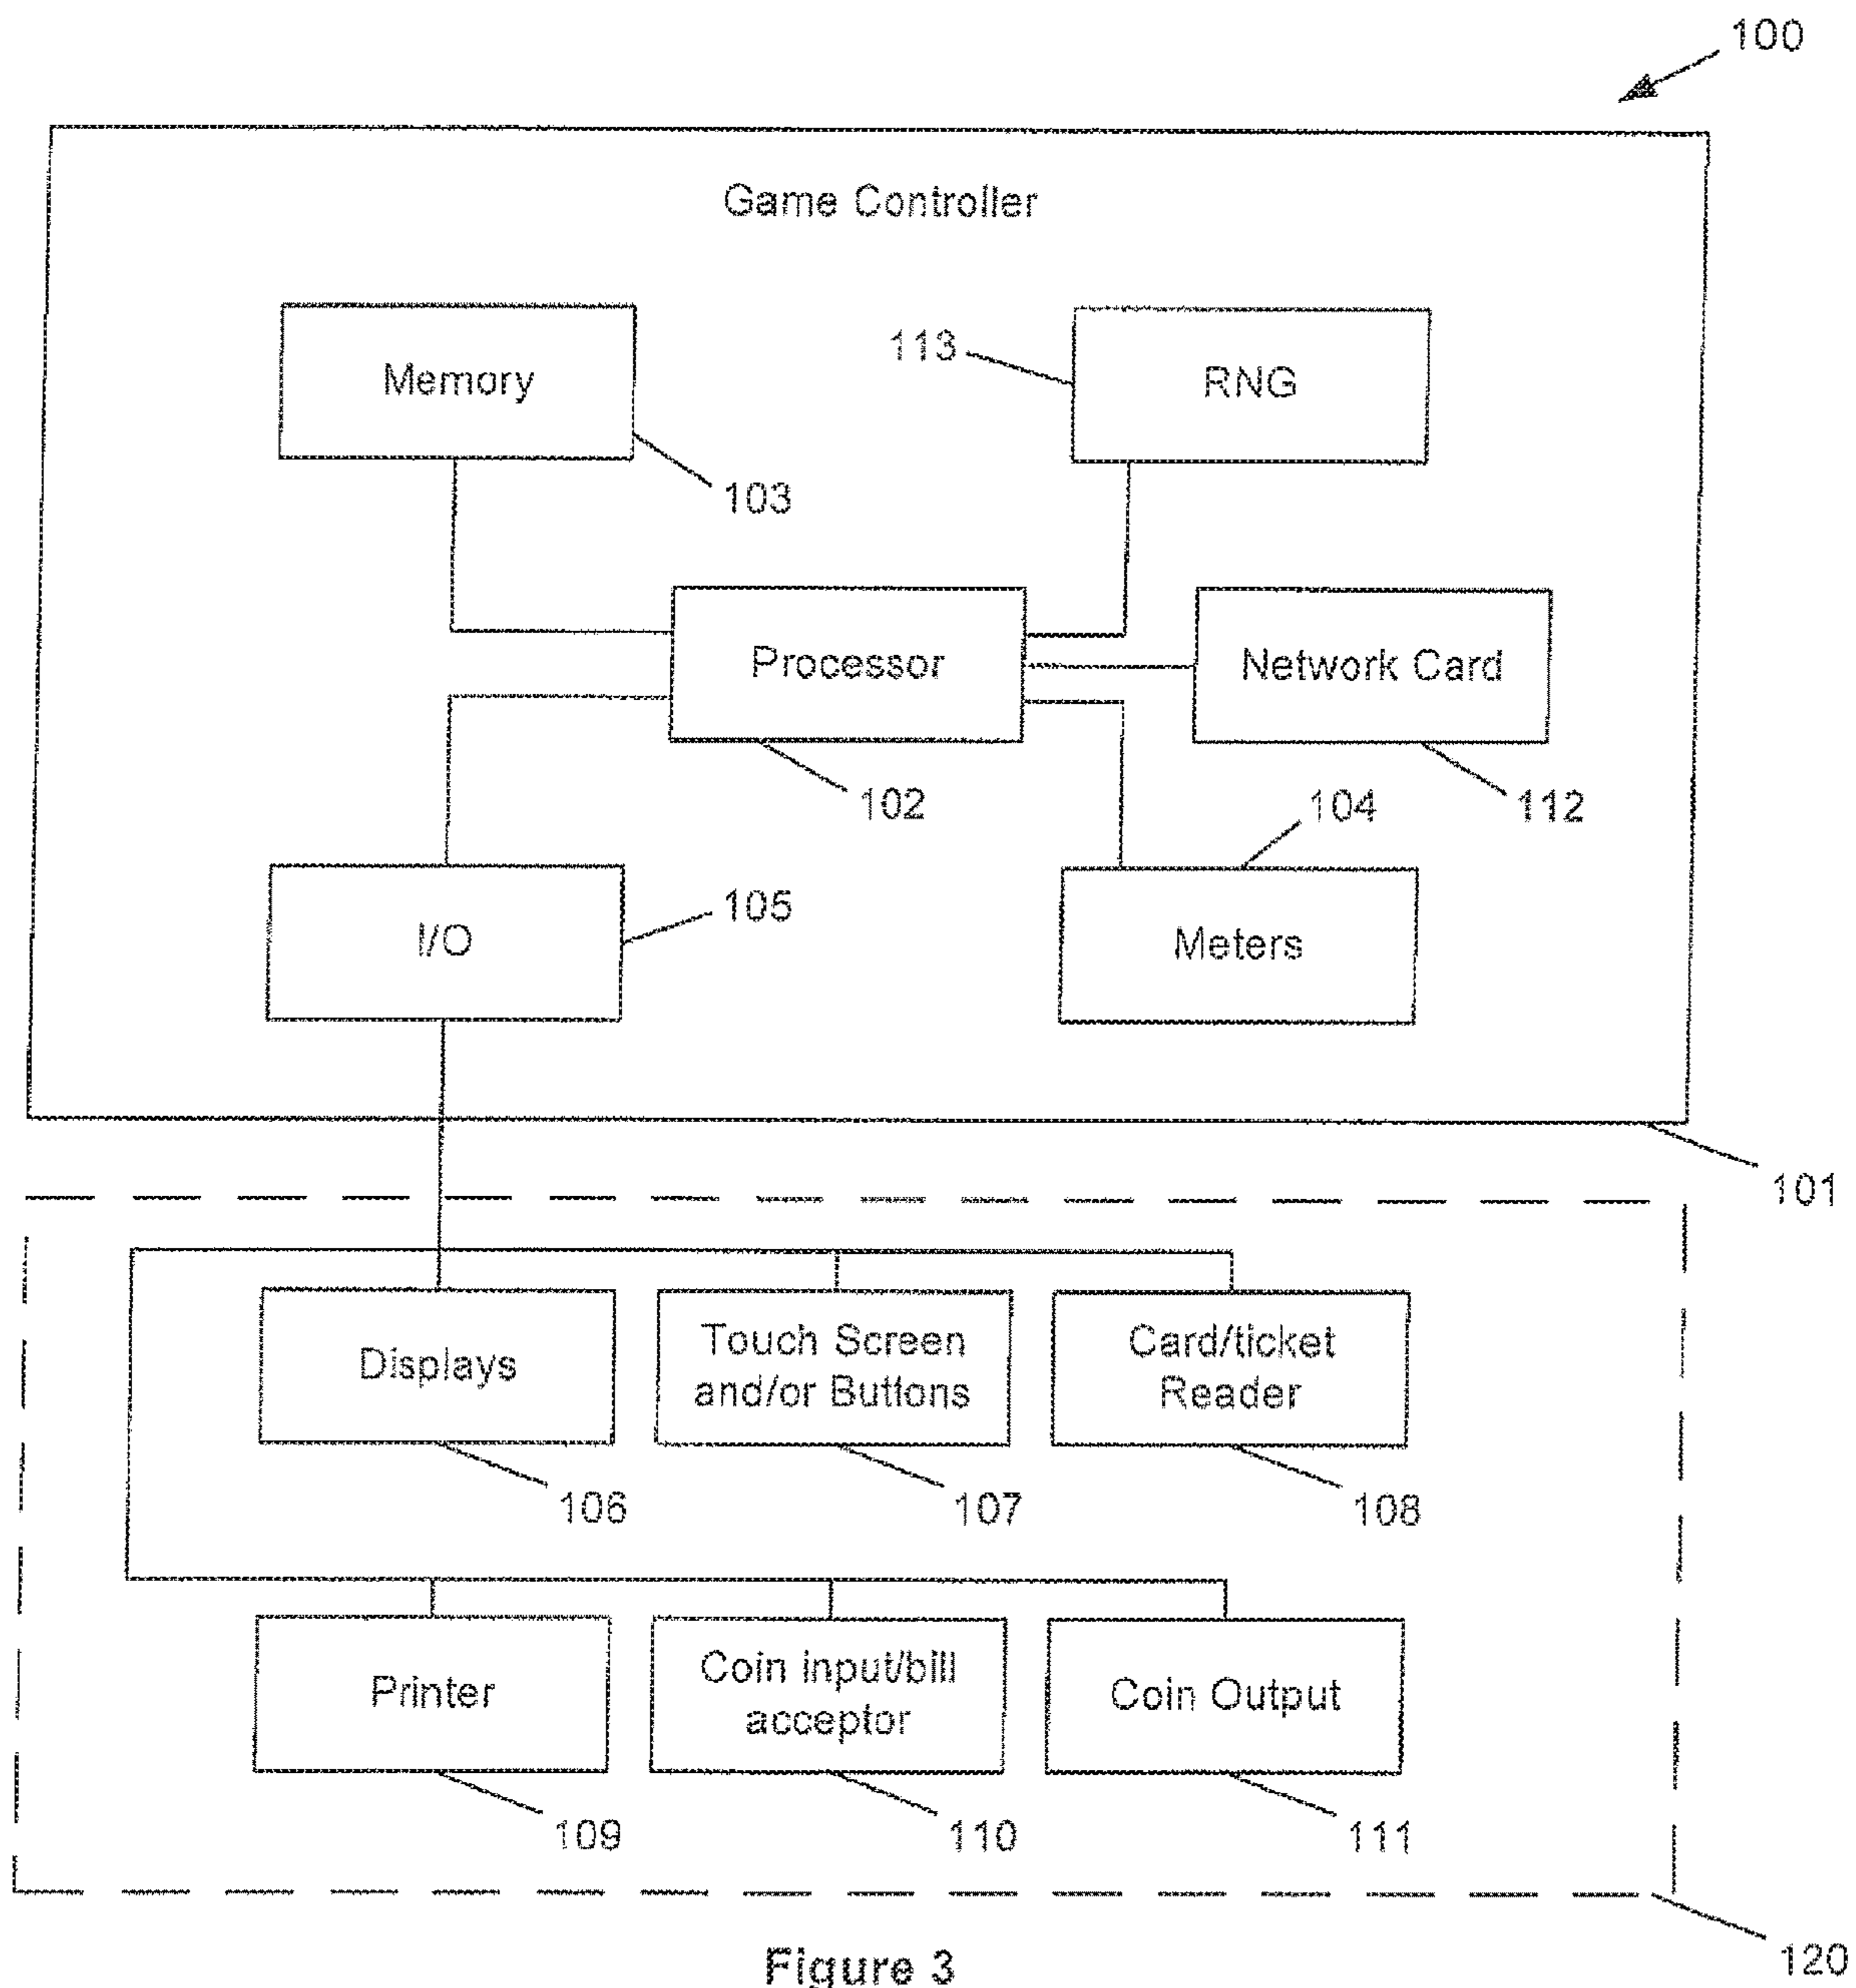 100
Game Controller
Memory
113
RNG
103
Processor
Network Card
102
104
112
I/O
105
Meters
101
Displays
Touch Screen
and/or Buttons
Card/ticket
Reader
106
107
108
Printer
Coin input/bill
acceptor
Coin Output
109
110
111
120
Figure 3